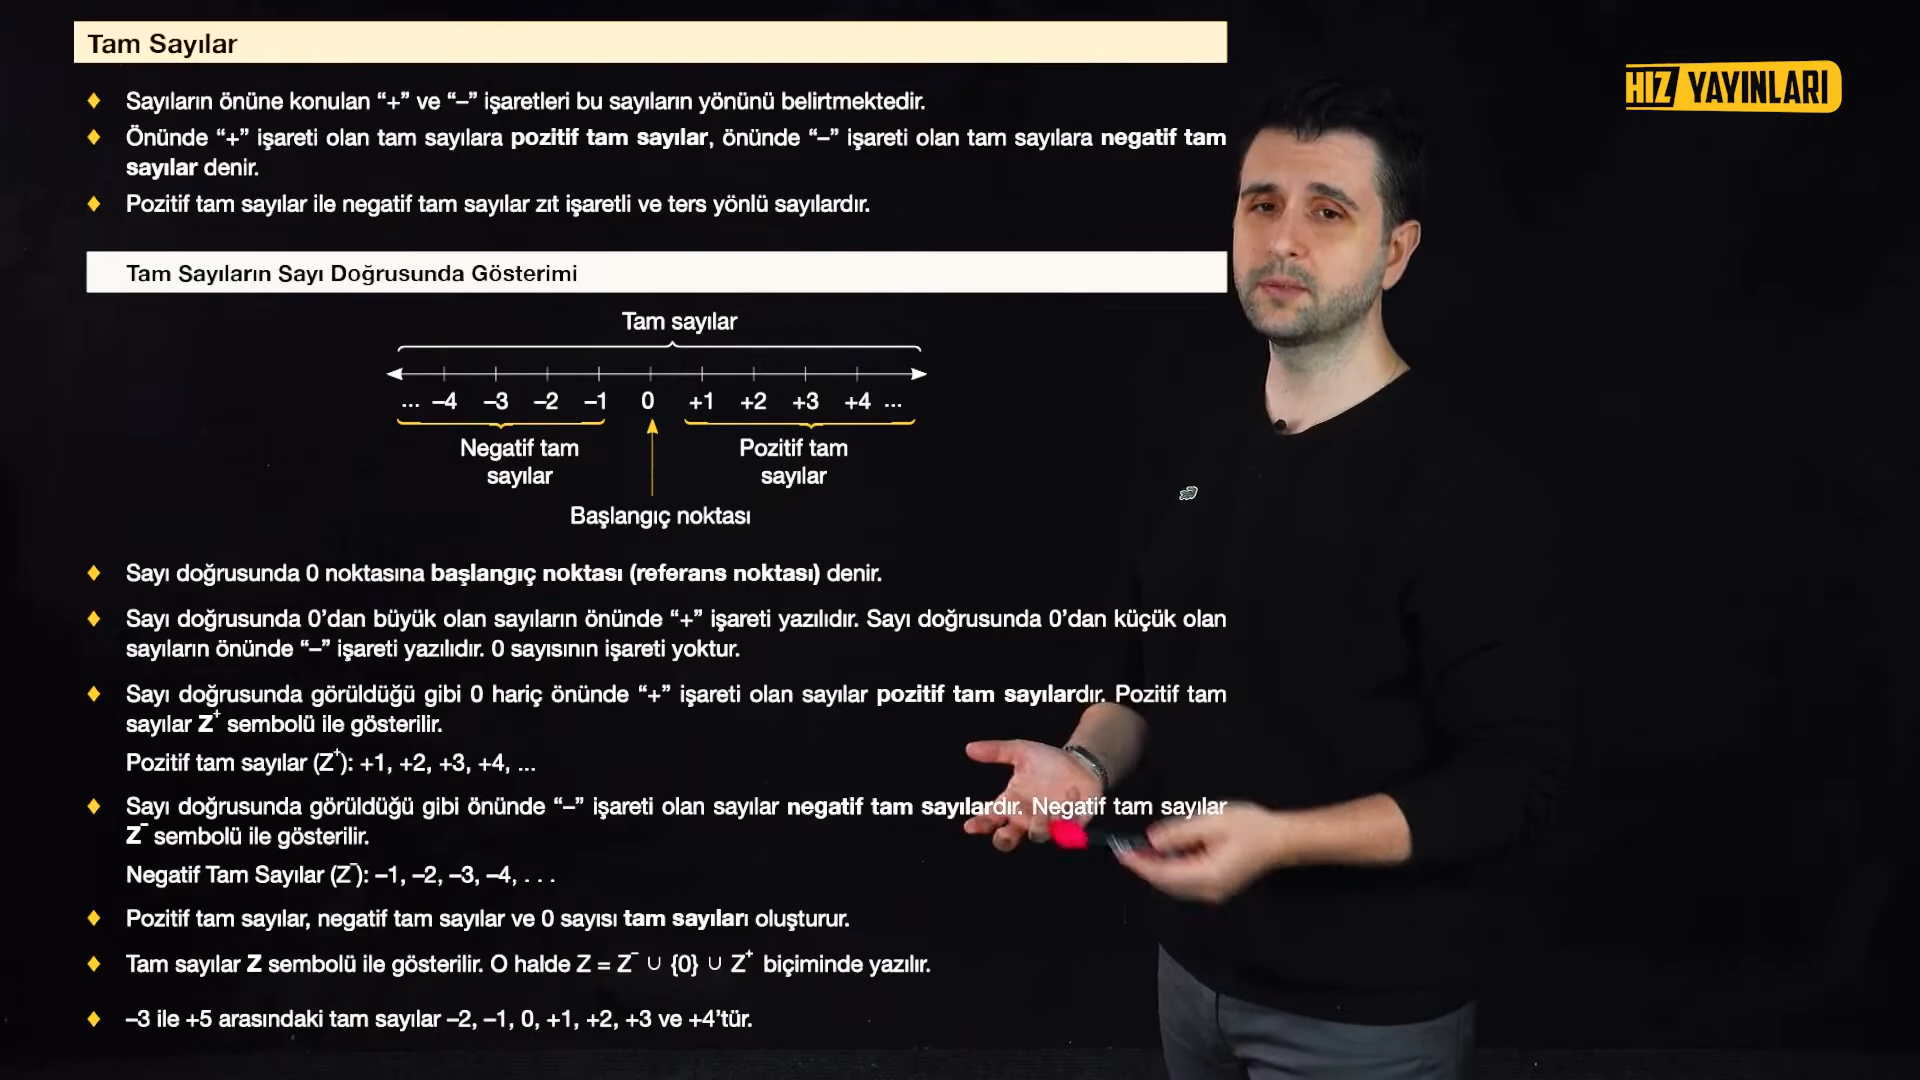 Tam Sayılar
HIZ YAYINLARI
Sayıların önüne konulan “+” ve “–” işaretleri bu sayıların yönünü belirtmektedir.
Önünde “+” işareti olan tam sayılara pozitif tam sayılar, önünde “–” işareti olan tam sayılara negatif tam
sayılar denir.
Pozitif tam sayılar ile negatif tam sayılar zıt işaretli ve ters yönlü sayılardır.
Tam Sayıların Sayı Doğrusunda Gösterimi
Tam sayılar
... –4 –3 –2 –1 0 +1 +2 +3 +4 ...
Negatif tam
sayılar
Pozitif tam
sayılar
Başlangıç noktası
Sayı doğrusunda 0 noktasına başlangıç noktası (referans noktası) denir.
Sayı doğrusunda 0’dan büyük olan sayıların önünde “+” işareti yazılıdır. Sayı doğrusunda 0’dan küçük olan
sayıların önünde “–” işareti yazılıdır. 0 sayısının işareti yoktur.
Sayı doğrusunda görüldüğü gibi 0 hariç önünde “+” işareti olan sayılar pozitif tam sayılardır. Pozitif tam
sayılar Z⁺ sembolü ile gösterilir.
Pozitif tam sayılar (Z⁺): +1, +2, +3, +4, ...
Sayı doğrusunda görüldüğü gibi önünde “–” işareti olan sayılar negatif tam sayılardır. Negatif tam sayılar
Z⁻ sembolü ile gösterilir.
Negatif Tam Sayılar (Z⁻): –1, –2, –3, –4, . . .
Pozitif tam sayılar, negatif tam sayılar ve 0 sayısı tam sayıları oluşturur.
Tam sayılar Z sembolü ile gösterilir. O halde Z = Z⁻ ∪ {0} ∪ Z⁺ biçiminde yazılır.
–3 ile +5 arasındaki tam sayılar –2, –1, 0, +1, +2, +3 ve +4’tür.